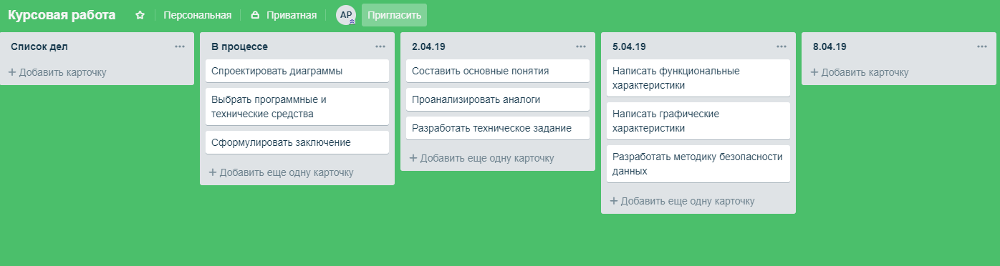 Курсовая работа
Персональная
Приватная
AP
Пригласить
Список дел
Добавить карточку
В процессе
Спроектировать диаграммы
Выбрать программные и
технические средства
Сформулировать заключение
Добавить еще одну карточку
2.04.19
Составить основные понятия
Проанализировать аналоги
Разработать техническое задание
Добавить еще одну карточку
5.04.19
Написать функциональные
характеристики
Написать графические
характеристики
Разработать методику безопасности
данных
Добавить еще одну карточку
8.04.19
Добавить карточку